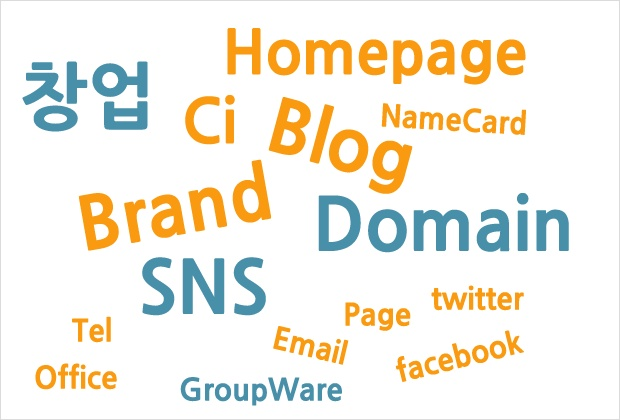 Homepage
창업
Ci
Blog
NameCard
Brand
Domain
SNS
twitter
Page
Tel
Email
facebook
Office
GroupWare